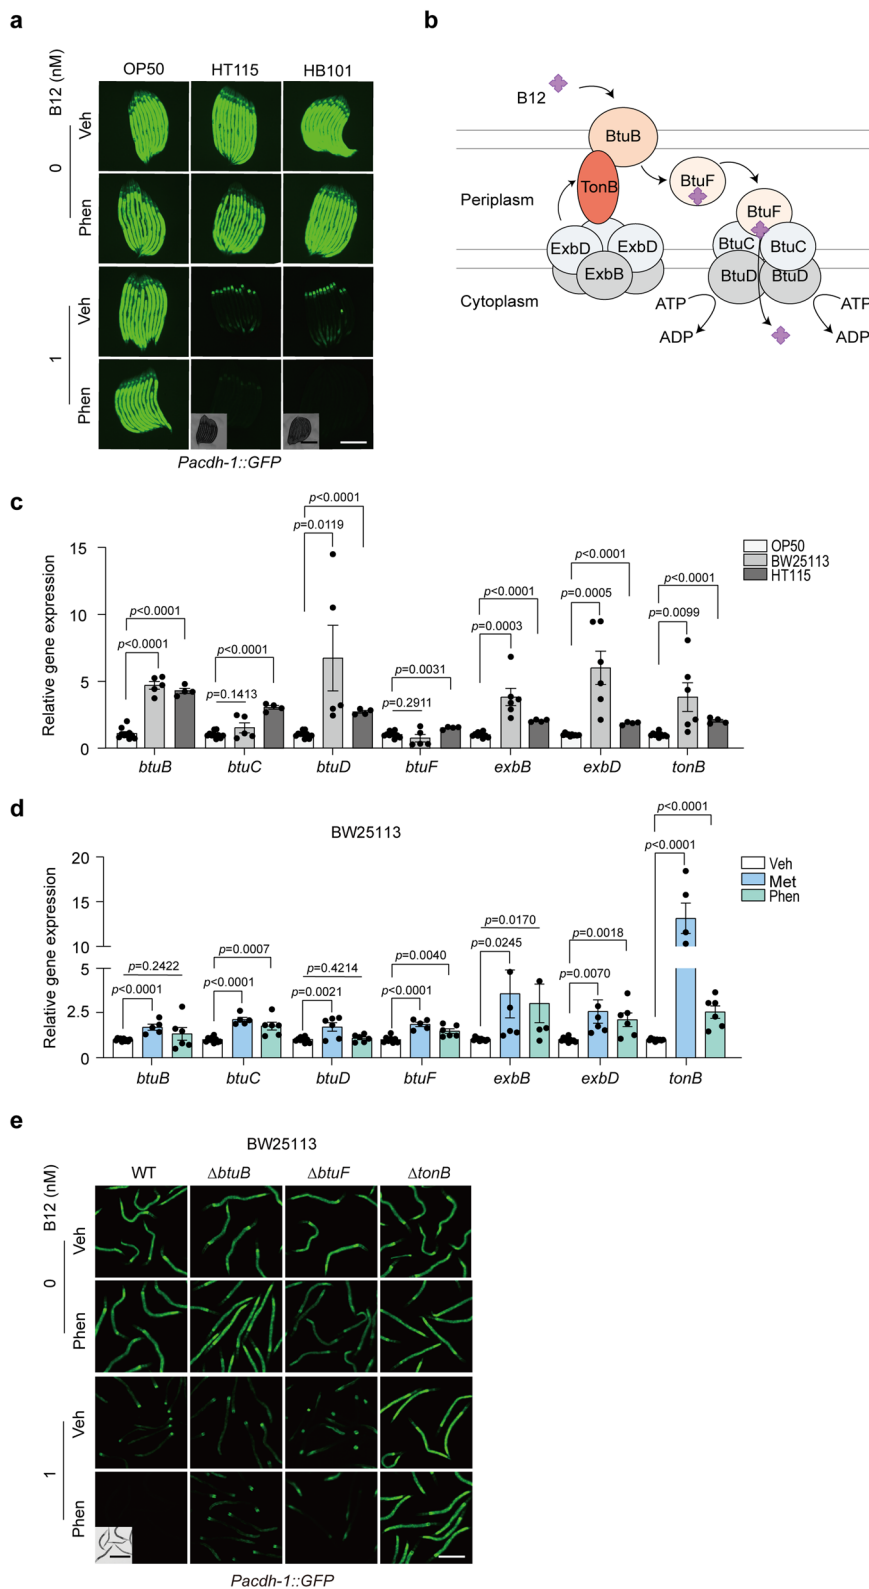 a
B12 (nM)
OP50 HT115 HB101
0
Veh
Phen
1
Veh
Phen
Pacdh-1::GFP
b
B12
BtuB
TonB
BtuF
Periplasm
BtuF
ExbD ExbD
BtuC BtuC
ExbB
BtuD BtuD
Cytoplasm
ATP ATP
ADP ADP
c
Relative gene expression
15
10
5
0
p<0.0001
p<0.0001
p<0.0001
p=0.1413
p<0.0001
p=0.0119
p=0.0031
p=0.2911
p<0.0001
p=0.0003
p<0.0001
p=0.0005
p<0.0001
p=0.0099
OP50
BW25113
HT115
btuB btuC btuD btuF exbB exbD tonB
d
BW25113
Relative gene expression
20
15
10
5
2.5
0
p=0.2422
p<0.0001
p=0.0007
p<0.0001
p=0.4214
p=0.0021
p=0.0040
p<0.0001
p=0.0170
p=0.0245
p=0.0018
p=0.0070
p<0.0001
p<0.0001
Veh
Met
Phen
btuB btuC btuD btuF exbB exbD tonB
e
BW25113
B12 (nM)
WT ΔbtuB ΔbtuF ΔtonB
0
Veh
Phen
1
Veh
Phen
Pacdh-1::GFP